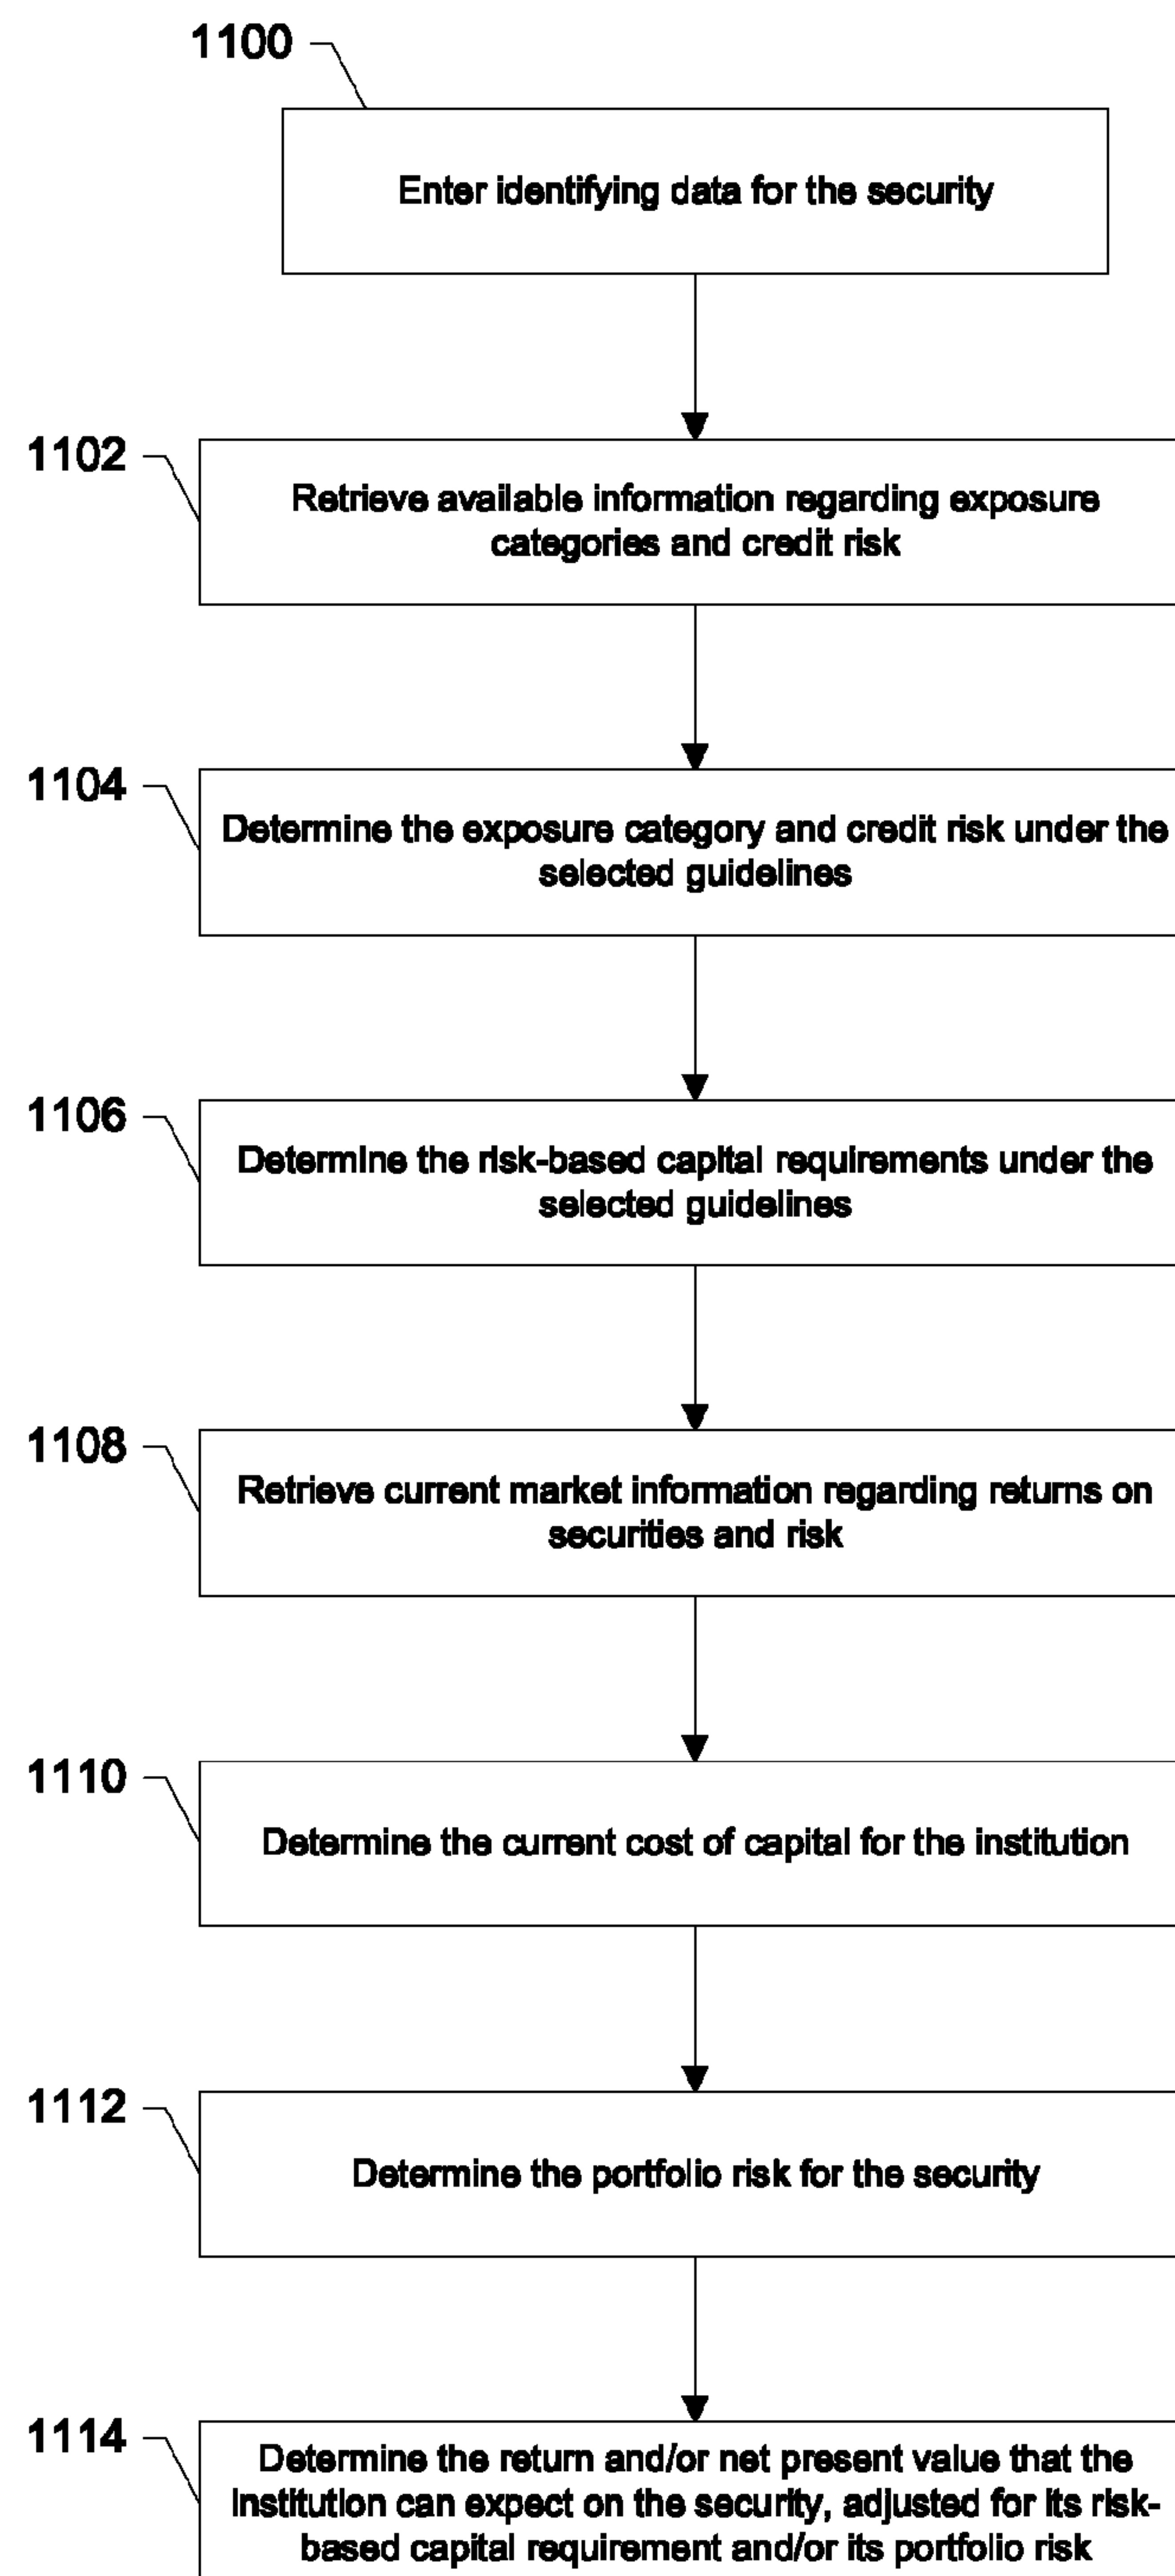 1100
Enter identifying data for the security
1102
Retrieve available information regarding exposure
categories and credit risk
1104
Determine the exposure category and credit risk under the
selected guidelines
1106
Determine the risk-based capital requirements under the
selected guidelines
1108
Retrieve current market information regarding returns on
securities and risk
1110
Determine the current cost of capital for the institution
1112
Determine the portfolio risk for the security
1114
Determine the return and/or net present value that the
institution can expect on the security, adjusted for its risk-
based capital requirement and/or its portfolio risk